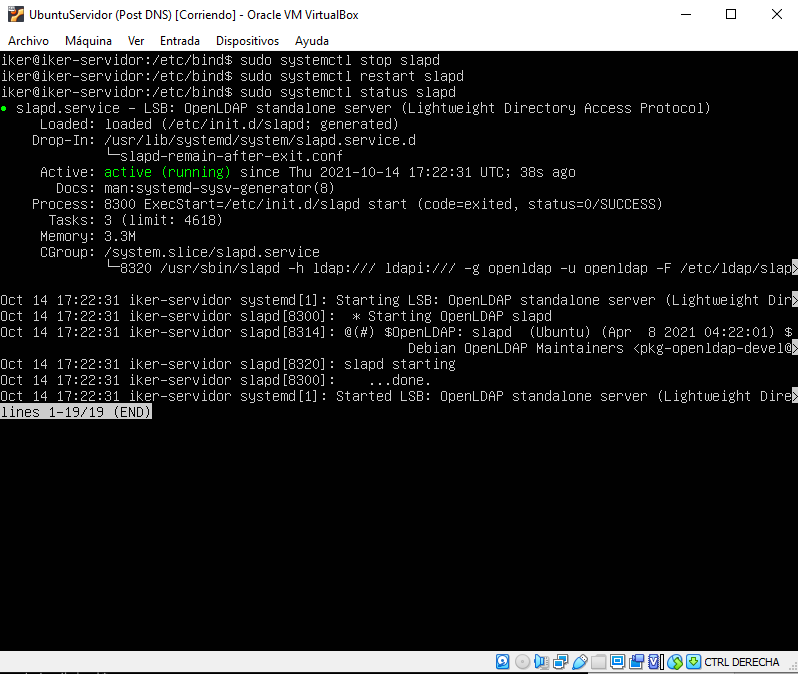 UbuntuServidor (Post DNS) [Corriendo] - Oracle VM VirtualBox
Archivo Máquina Ver Entrada Dispositivos Ayuda
iker@iker-servidor:/etc/bind$ sudo systemctl stop slapd
iker@iker-servidor:/etc/bind$ sudo systemctl restart slapd
iker@iker-servidor:/etc/bind$ sudo systemctl status slapd
● slapd.service - LSB: OpenLDAP standalone server (Lightweight Directory Access Protocol)
Loaded: loaded (/etc/init.d/slapd; generated)
Drop-In: /usr/lib/systemd/system/slapd.service.d
└─slapd-remain-after-exit.conf
Active: active (running) since Thu 2021-10-14 17:22:31 UTC; 38s ago
Docs: man:systemd-sysv-generator(8)
Process: 8300 ExecStart=/etc/init.d/slapd start (code=exited, status=0/SUCCESS)
Tasks: 3 (limit: 4618)
Memory: 3.3M
CGroup: /system.slice/slapd.service
└─8320 /usr/sbin/slapd -h ldap:/// ldapi:/// -g openldap -u openldap -F /etc/ldap/slap>
Oct 14 17:22:31 iker-servidor systemd[1]: Starting LSB: OpenLDAP standalone server (Lightweight Dir>
Oct 14 17:22:31 iker-servidor slapd[8300]:  * Starting OpenLDAP slapd
Oct 14 17:22:31 iker-servidor slapd[8314]: @(#) $OpenLDAP: slapd  (Ubuntu) (Apr  8 2021 04:22:01) $
Debian OpenLDAP Maintainers <pkg-openldap-devel@>
Oct 14 17:22:31 iker-servidor slapd[8320]: slapd starting
Oct 14 17:22:31 iker-servidor slapd[8300]:    ...done.
Oct 14 17:22:31 iker-servidor systemd[1]: Started LSB: OpenLDAP standalone server (Lightweight Dire>
lines 1-19/19 (END)
CTRL DERECHA